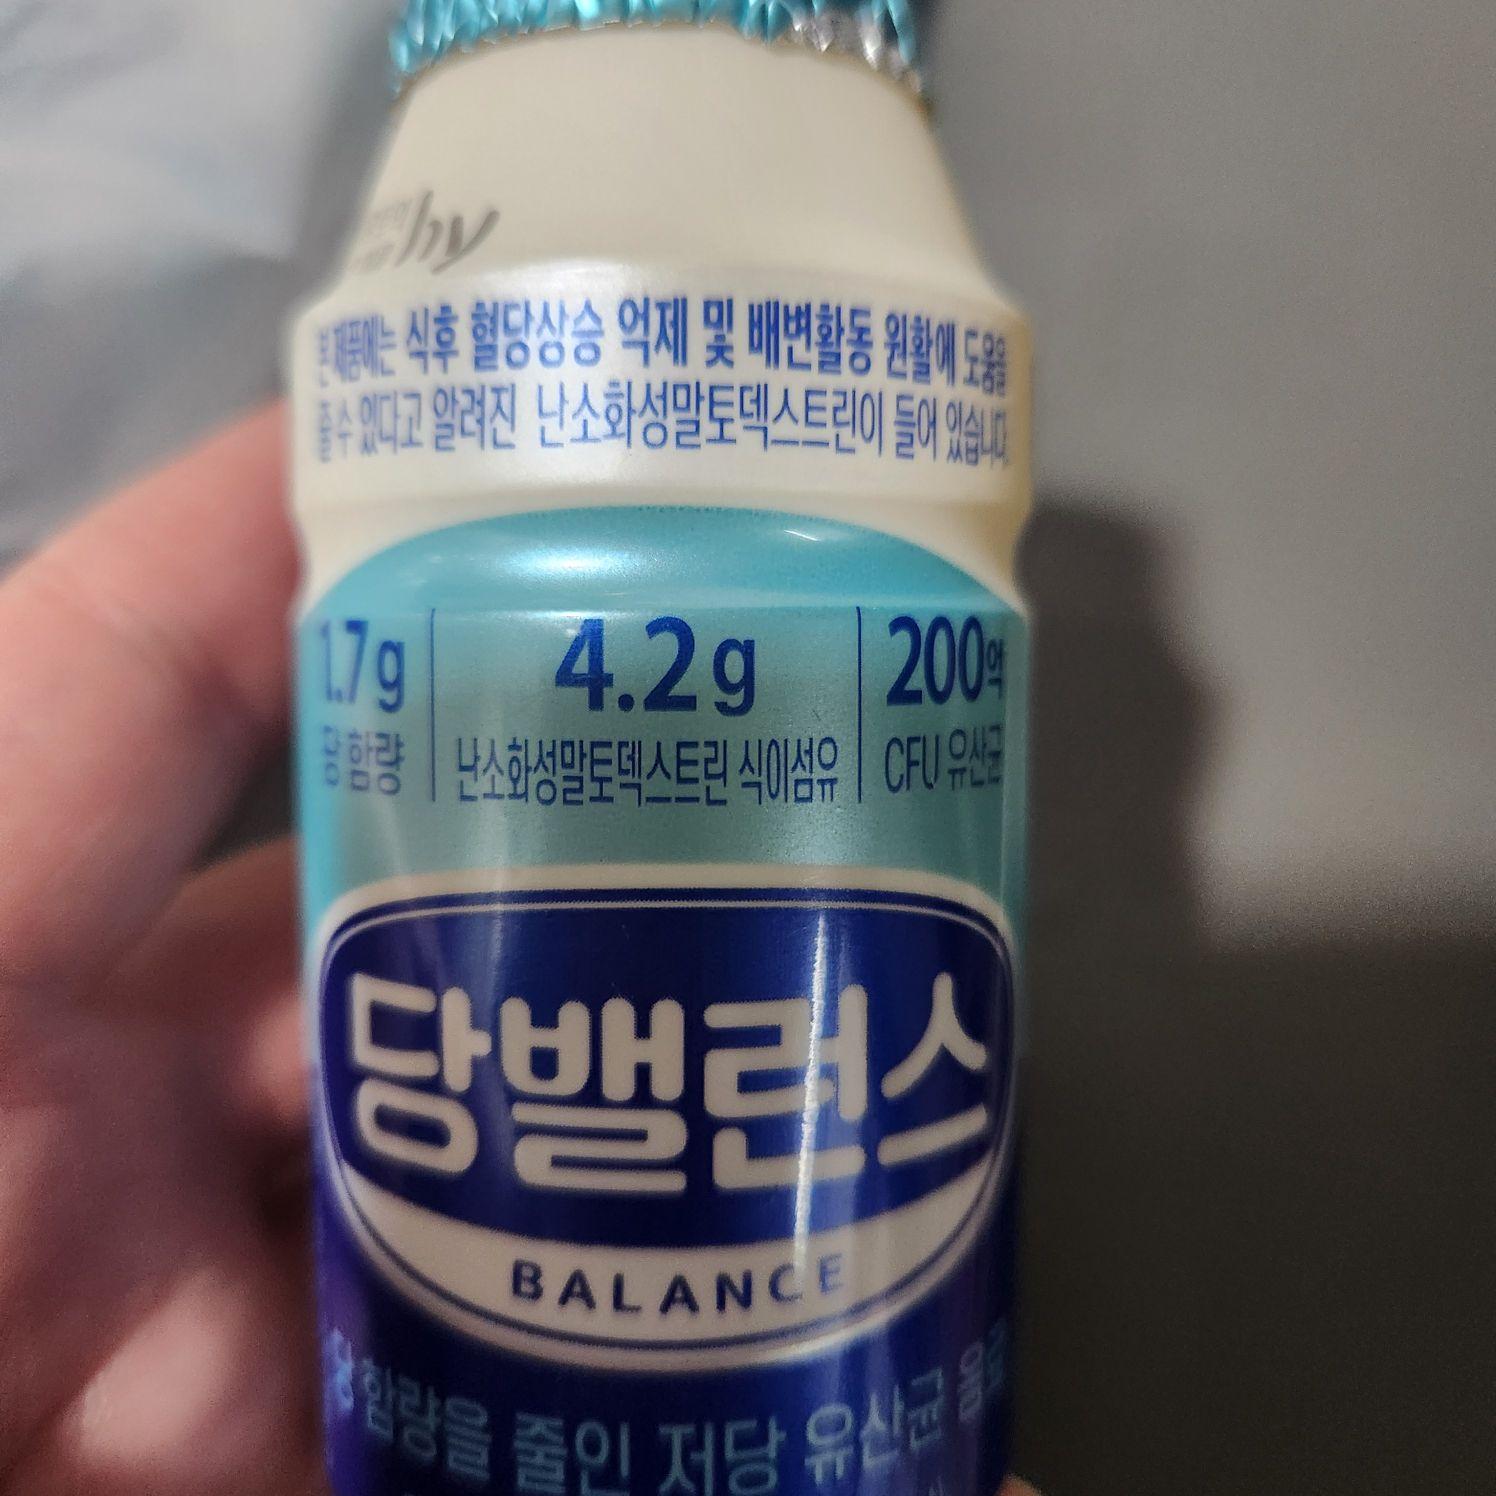 hy
본 제품에는 식후 혈당상승 억제 및 배변활동 원활에 도움을
줄 수 있다고 알려진 난소화성말토덱스트린이 들어 있습니다.
1.7g 4.2g 200억
당 함량 난소화성말토덱스트린 식이섬유 CFU 유산균
당밸런스
BALANCE
당 함량을 줄인 저당 유산균 음료